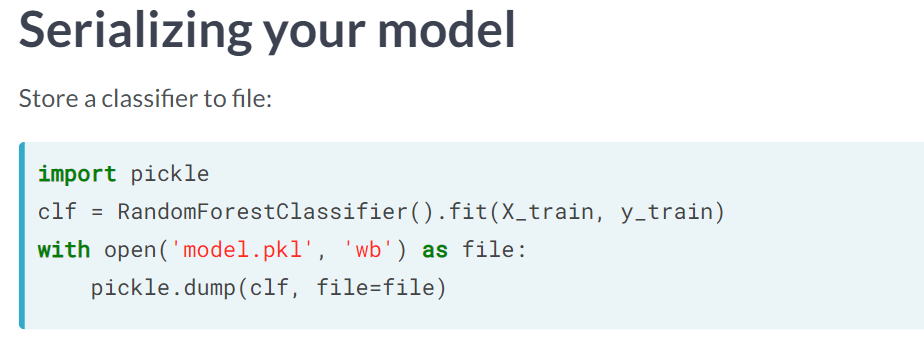 Serializing your model
Store a classifier to file:
import pickle
clf = RandomForestClassifier().fit(X_train, y_train)
with open('model.pkl', 'wb') as file:
    pickle.dump(clf, file=file)